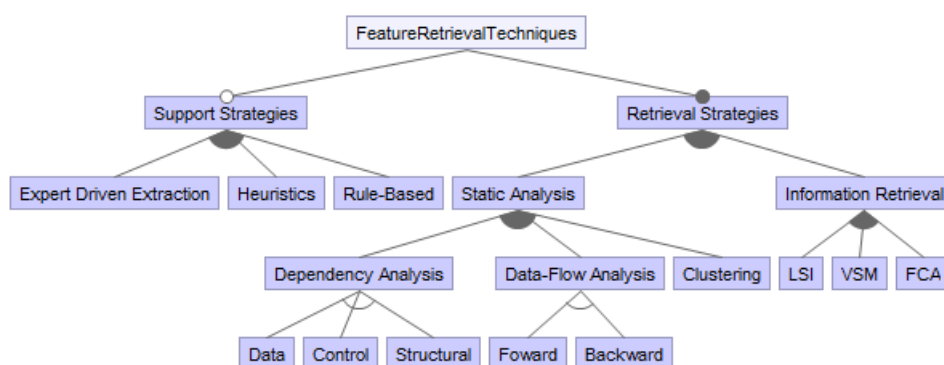 FeatureRetrievalTechniques
Support Strategies
Retrieval Strategies
Expert Driven Extraction
Heuristics
Rule-Based
Static Analysis
Information Retrieval
Dependency Analysis
Data-Flow Analysis
Clustering
LSI
VSM
FCA
Data
Control
Structural
Foward
Backward